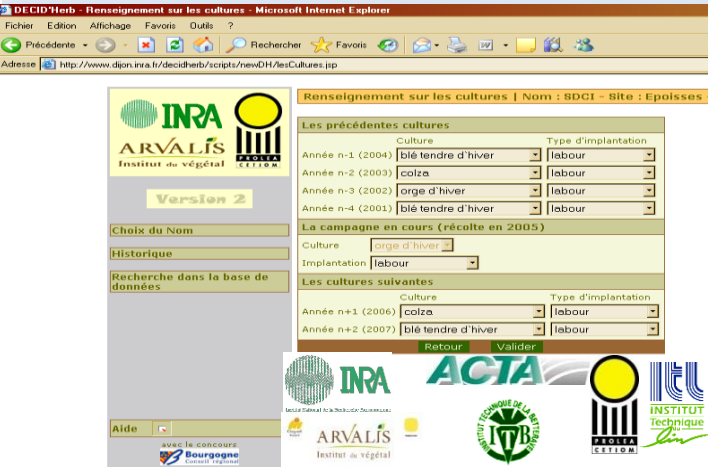 DECID'Herb - Renseignement sur les cultures - Microsoft Internet Explorer
Fichier Edition Affichage Favoris Outils ?
Précédente Rechercher Favoris
Adresse http://www.dijon.inra.fr/decidherb/scripts/newDH/lesCultures.jsp
INRA
ARVALIS
Institut du végétal
PROLEA
CETIOM
Version 2
Choix du Nom
Historique
Recherche dans la base de
données
Aide
avec le concours
Bourgogne
Conseil régional
Renseignement sur les cultures | Nom : SDCI - Site : Epoisses -
Les précédentes cultures
Culture Type d'implantation
Année n-1 (2004) blé tendre d'hiver labour
Année n-2 (2003) colza labour
Année n-3 (2002) orge d'hiver labour
Année n-4 (2001) blé tendre d'hiver labour
La campagne en cours (récolte en 2005)
Culture orge d'hiver
Implantation labour
Les cultures suivantes
Culture Type d'implantation
Année n+1 (2006) colza labour
Année n+2 (2007) blé tendre d'hiver labour
Retour Valider
INRA
ACTA
ARVALIS
Institut du végétal
INSTITUT TECHNIQUE DE LA BETTERAVE
ITB
PROLEA
CETIOM
ITL
INSTITUT
Technique
du
lin